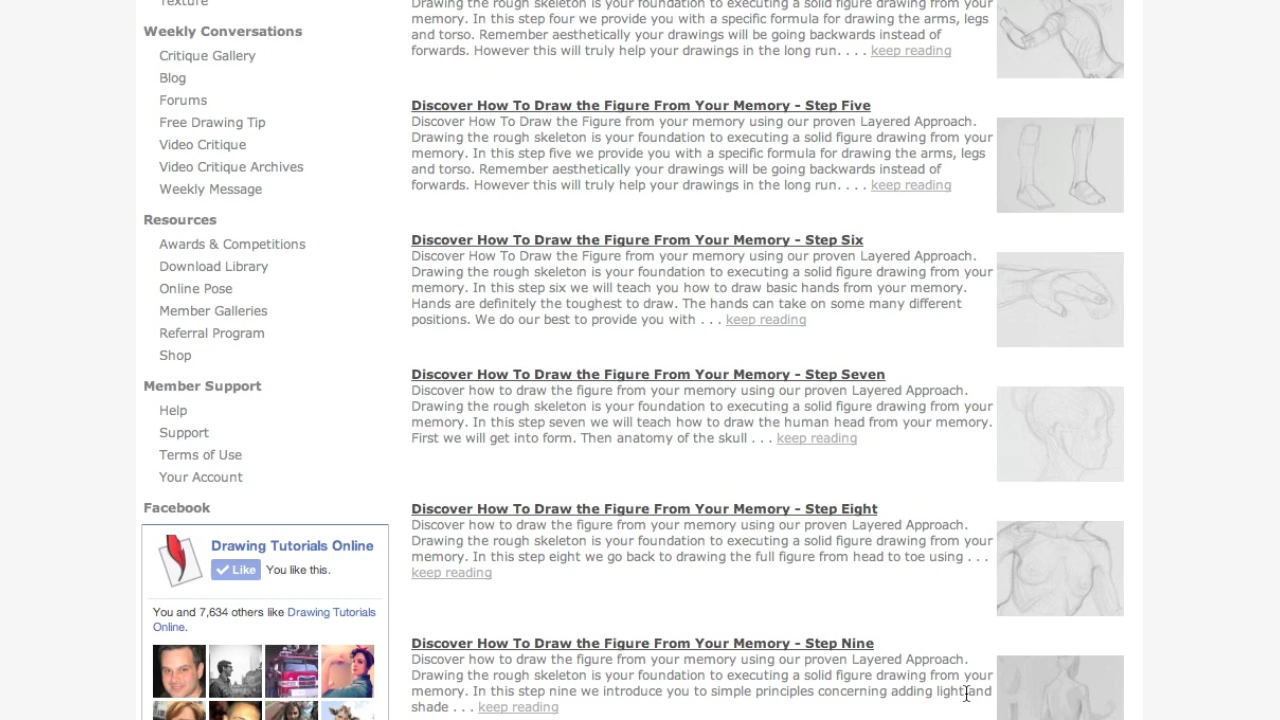 Texture
Weekly Conversations
Critique Gallery
Blog
Forums
Free Drawing Tip
Video Critique
Video Critique Archives
Weekly Message
Resources
Awards & Competitions
Download Library
Online Pose
Member Galleries
Referral Program
Shop
Member Support
Help
Support
Terms of Use
Your Account
Facebook
Drawing Tutorials Online
Like You like this.
You and 7,634 others like Drawing Tutorials
Online.
Drawing the rough skeleton is your foundation to executing a solid figure drawing from your
memory. In this step four we provide you with a specific formula for drawing the arms, legs
and torso. Remember aesthetically your drawings will be going backwards instead of
forwards. However this will truly help your drawings in the long run. . . . keep reading
Discover How To Draw the Figure From Your Memory - Step Five
Discover How To Draw the Figure from your memory using our proven Layered Approach.
Drawing the rough skeleton is your foundation to executing a solid figure drawing from your
memory. In this step five we provide you with a specific formula for drawing the arms, legs
and torso. Remember aesthetically your drawings will be going backwards instead of
forwards. However this will truly help your drawings in the long run. . . . keep reading
Discover How To Draw the Figure From Your Memory - Step Six
Discover How To Draw the Figure from your memory using our proven Layered Approach.
Drawing the rough skeleton is your foundation to executing a solid figure drawing from your
memory. In this step six we will teach you how to draw basic hands from your memory.
Hands are definitely the toughest to draw. The hands can take on some many different
positions. We do our best to provide you with . . . keep reading
Discover How To Draw the Figure From Your Memory - Step Seven
Discover how to draw the figure from your memory using our proven Layered Approach.
Drawing the rough skeleton is your foundation to executing a solid figure drawing from your
memory. In this step seven we will teach how to draw the human head from your memory.
First we will get into form. Then anatomy of the skull . . . keep reading
Discover How To Draw the Figure From Your Memory - Step Eight
Discover how to draw the figure from your memory using our proven Layered Approach.
Drawing the rough skeleton is your foundation to executing a solid figure drawing from your
memory. In this step eight we go back to drawing the full figure from head to toe using . . .
keep reading
Discover How To Draw the Figure From Your Memory - Step Nine
Discover how to draw the figure from your memory using our proven Layered Approach.
Drawing the rough skeleton is your foundation to executing a solid figure drawing from your
memory. In this step nine we introduce you to simple principles concerning adding light and
shade . . . keep reading